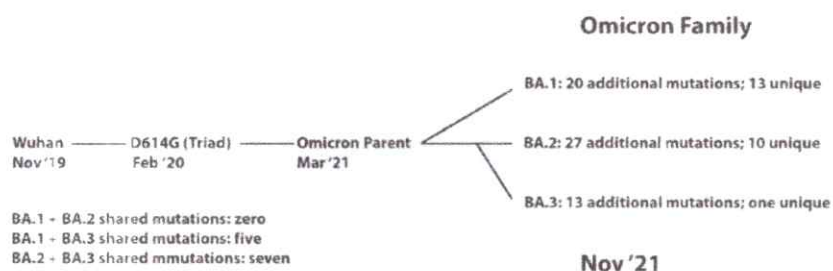 Omicron Family
BA.1: 20 additional mutations; 13 unique
Wuhan D614G (Triad) Omicron Parent BA.2: 27 additional mutations; 10 unique
Nov '19 Feb '20 Mar '21
BA.3: 13 additional mutations; one unique
BA.1 + BA.2 shared mutations: zero
BA.1 + BA.3 shared mutations: five
BA.2 + BA.3 shared mmutations: seven
Nov '21